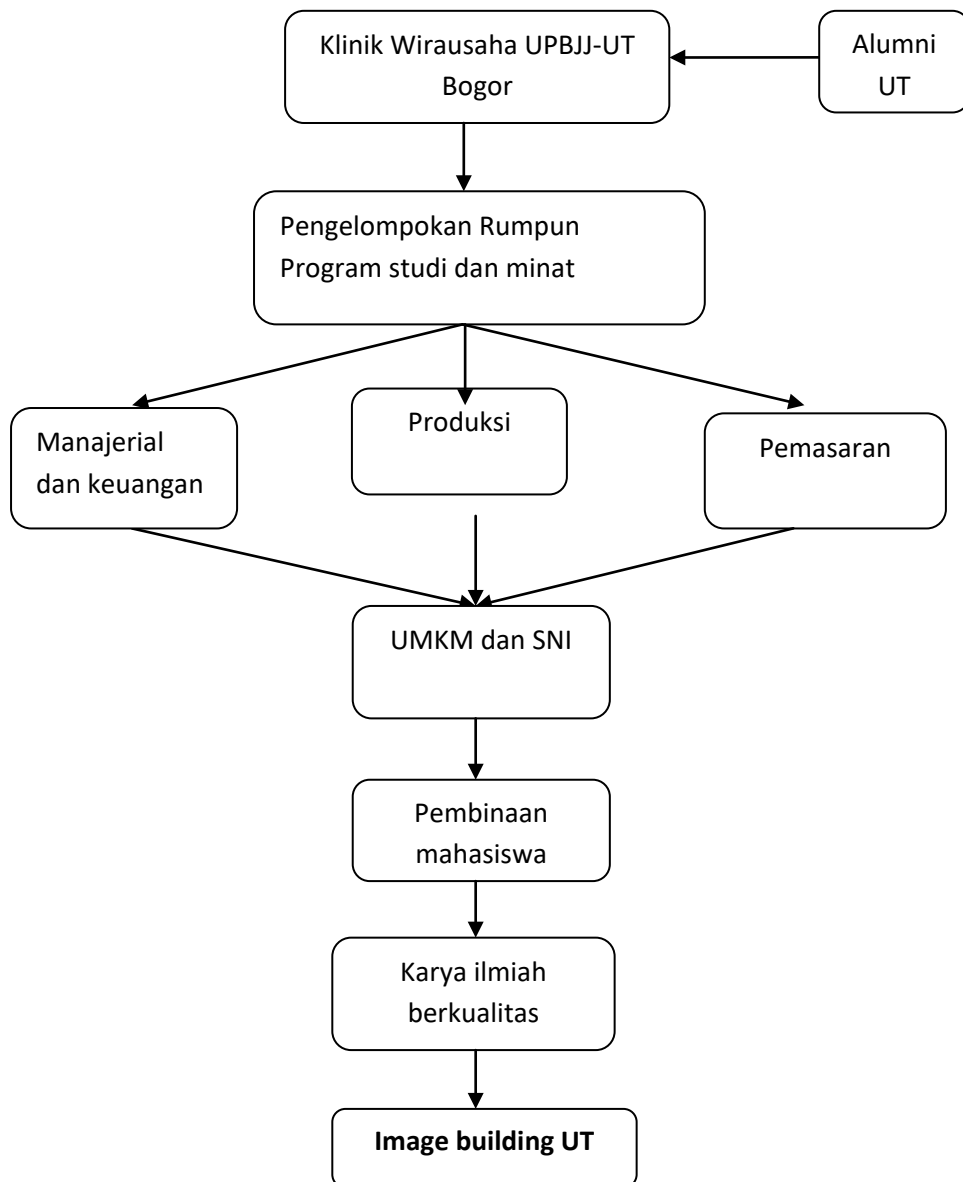 Klinik Wirausaha UPBJJ-UT
Bogor
Alumni
UT
Pengelompokan Rumpun
Program studi dan minat
Manajerial
dan keuangan
Produksi
Pemasaran
UMKM dan SNI
Pembinaan
mahasiswa
Karya ilmiah
berkualitas
Image building UT